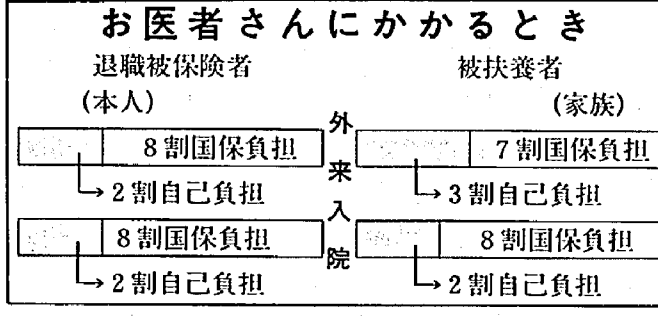 お医者さんにかかるとき
退職被保険者
(本人)
被扶養者
(家族)
外来
8割国保負担
2割自己負担
7割国保負担
3割自己負担
入院
8割国保負担
2割自己負担
8割国保負担
2割自己負担